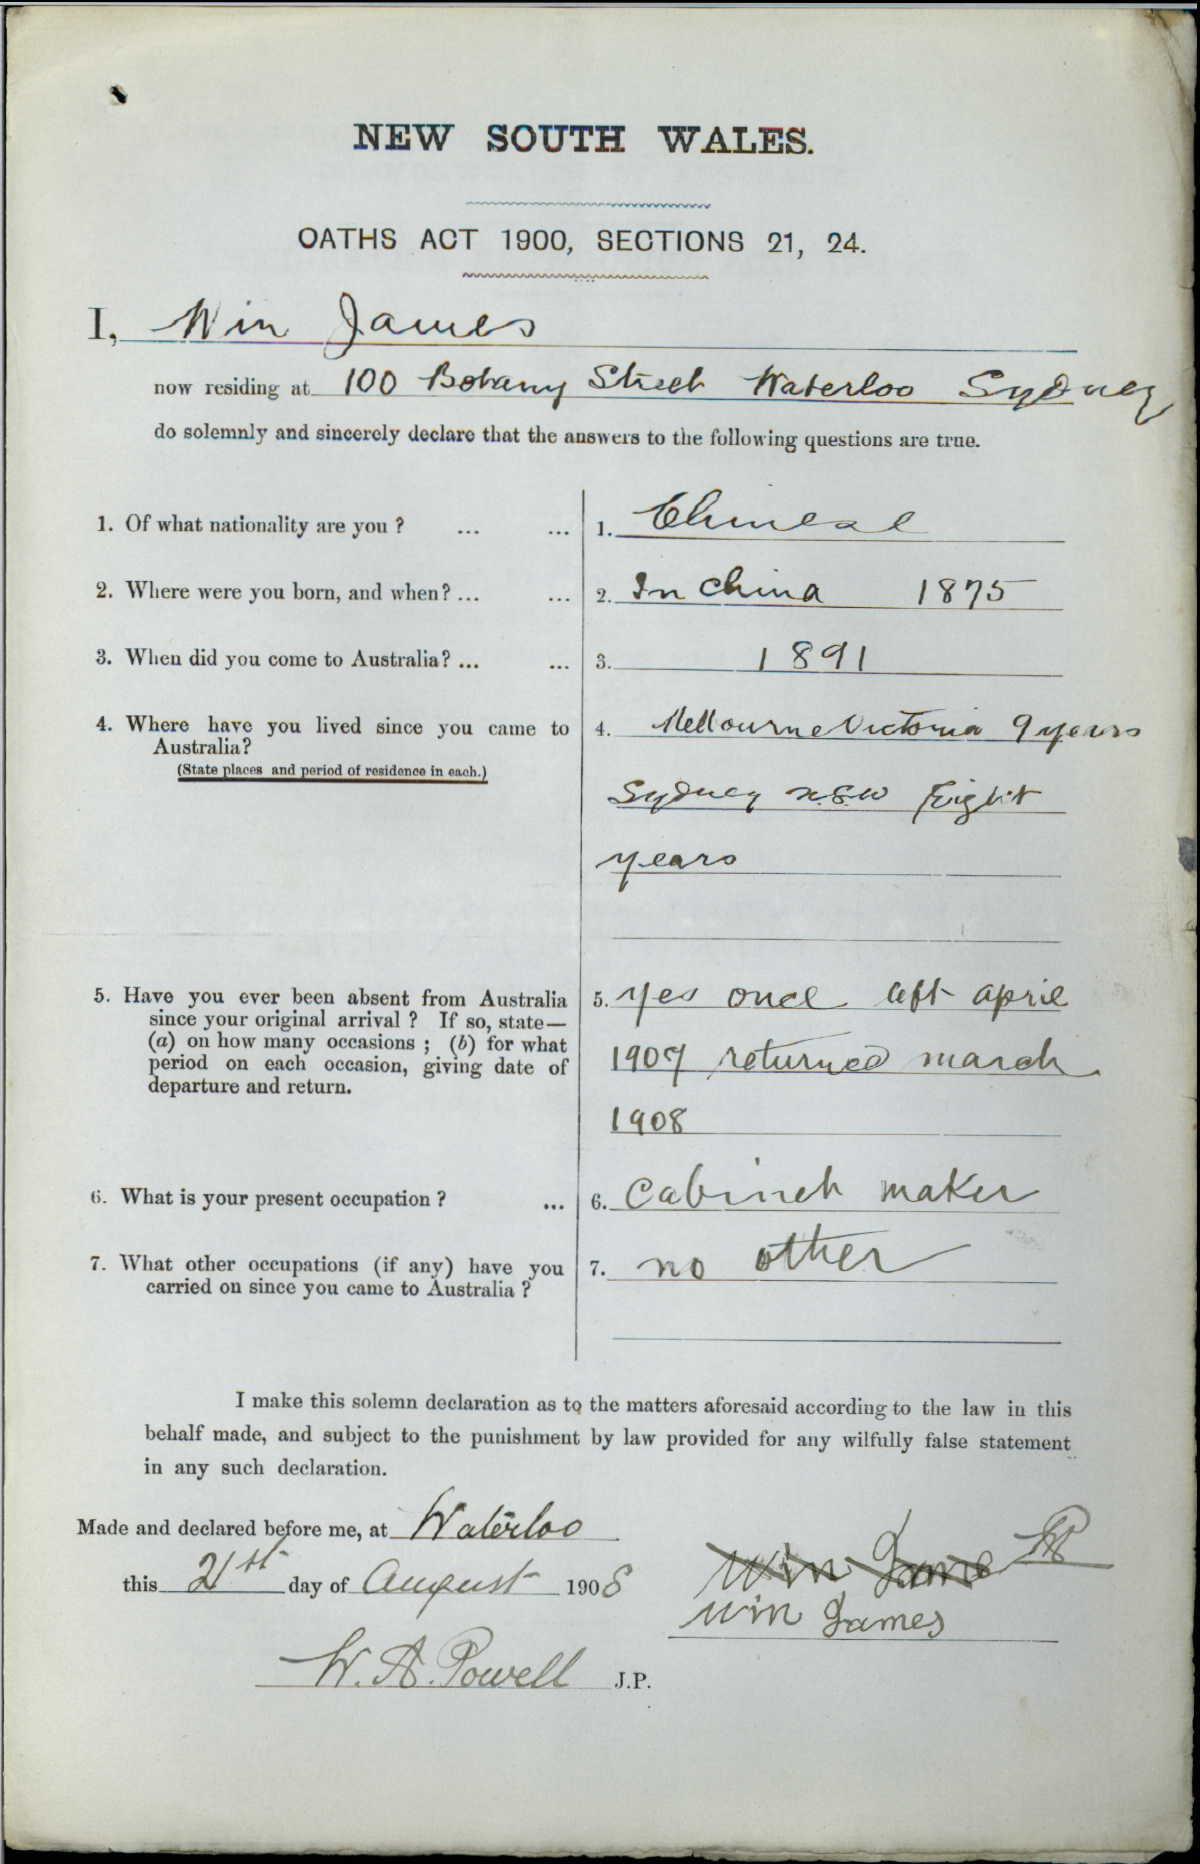 NEW SOUTH WALES.
OATHS ACT 1900, SECTIONS 21, 24.
I, Win James
now residing at 100 Botany Street Waterloo Sydney
do solemnly and sincerely declare that the answers to the following questions are true.
1. Of what nationality are you ? ... ... 1. Chinese
2. Where were you born, and when ? ... ... 2. In China 1875
3. When did you come to Australia ? ... ... 3. 1891
4. Where have you lived since you came to 4. Melbourne Victoria 9 years
Australia?
(State places and period of residence in each.)
Sydney N.S.W Eight
years
5. Have you ever been absent from Australia 5. yes once left april
since your original arrival ? If so, state—
(a) on how many occasions ; (b) for what 1907 returned march
period on each occasion, giving date of
departure and return.
1908
6. What is your present occupation ? ... 6. Cabineh maker
7. What other occupations (if any) have you 7. no other
carried on since you came to Australia ?
I make this solemn declaration as to the matters aforesaid according to the law in this
behalf made, and subject to the punishment by law provided for any wilfully false statement
in any such declaration.
Made and declared before me, at Waterloo
this 21st day of August 1908
Win James
Win James
W. A. Powell J.P.